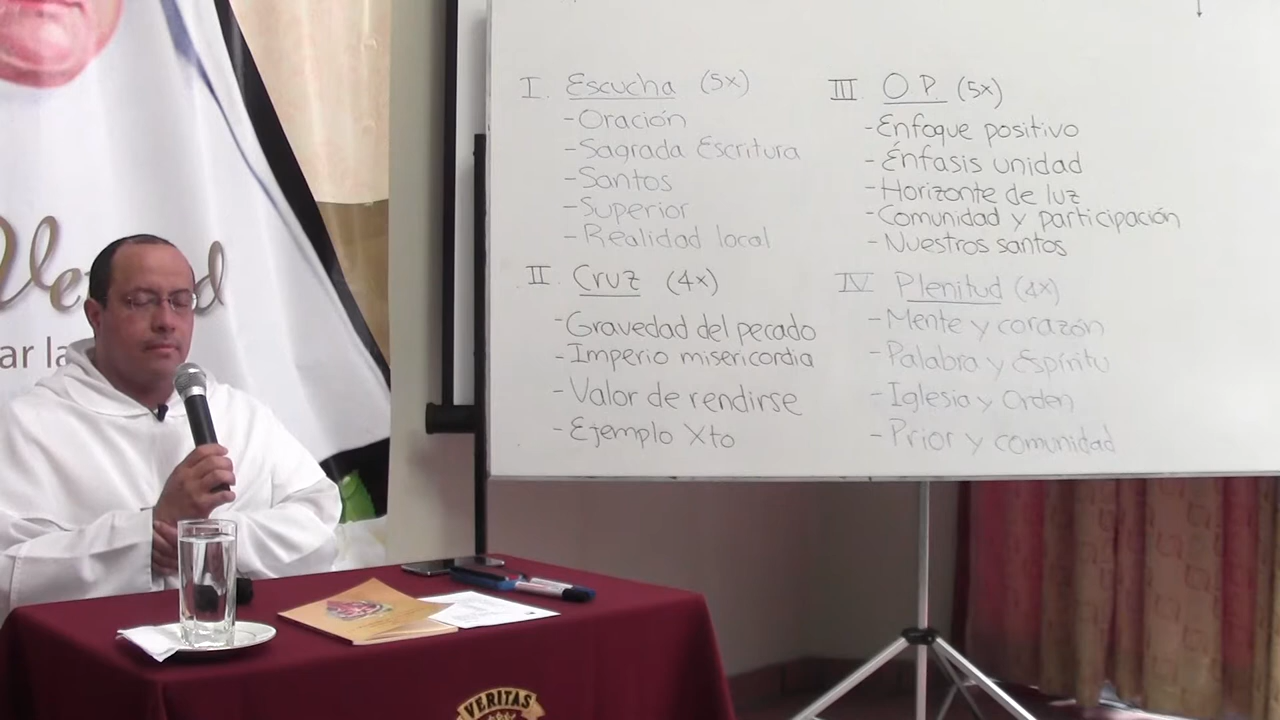 I. Escucha (5x)
- Oración
- Sagrada Escritura
- Santos
- Superior
- Realidad local
II Cruz (4x)
- Gravedad del pecado
- Imperio misericordia
- Valor de rendirse
- Ejemplo Xto
III O.P. (5x)
- Enfoque positivo
- Énfasis unidad
- Horizonte de luz
- Comunidad y participación
- Nuestros santos
IV Plenitud (4x)
- Mente y corazón
- Palabra y Espíritu
- Iglesia y Orden
- Prior y comunidad
ar la
VERITAS